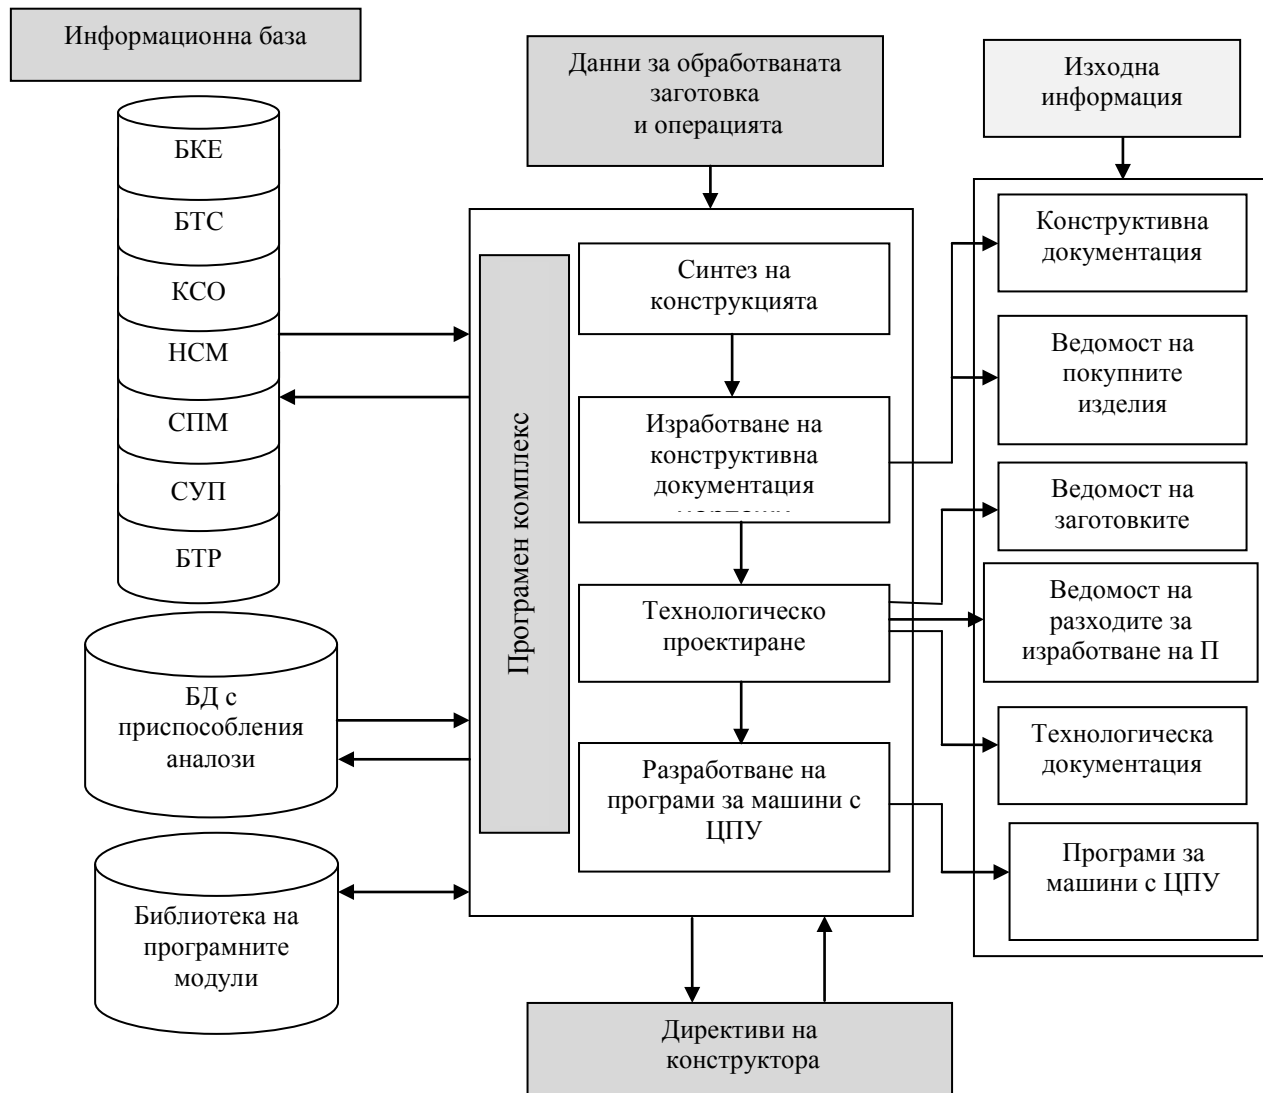 Информационна база
БКЕ
БТС
КСО
НСМ
СПМ
СУП
БТР
БД с
приспособления
аналози
Библиотека на
програмните
модули
Данни за обработваната
заготовка
и операцията
Програмен комплекс
Синтез на
конструкцията
Изработване на
конструктивна
документация
Технологическо
проектиране
Разработване на
програми за машини с
ЦПУ
Директиви на
конструктора
Изходна
информация
Конструктивна
документация
Ведомост на
покупните
изделия
Ведомост на
заготовките
Ведомост на
разходите за
изработване на П
Технологическа
документация
Програми за
машини с ЦПУ